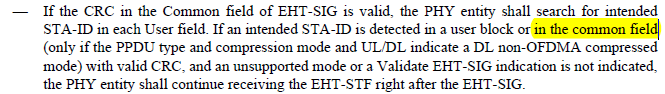 — If the CRC in the Common field of EHT-SIG is valid, the PHY entity shall search for intended
STA-ID in each User field. If an intended STA-ID is detected in a user block or in the common field
(only if the PPDU type and compression mode and UL/DL indicate a DL non-OFDMA compressed
mode) with valid CRC, and an unsupported mode or a Validate EHT-SIG indication is not indicated,
the PHY entity shall continue receiving the EHT-STF right after the EHT-SIG.